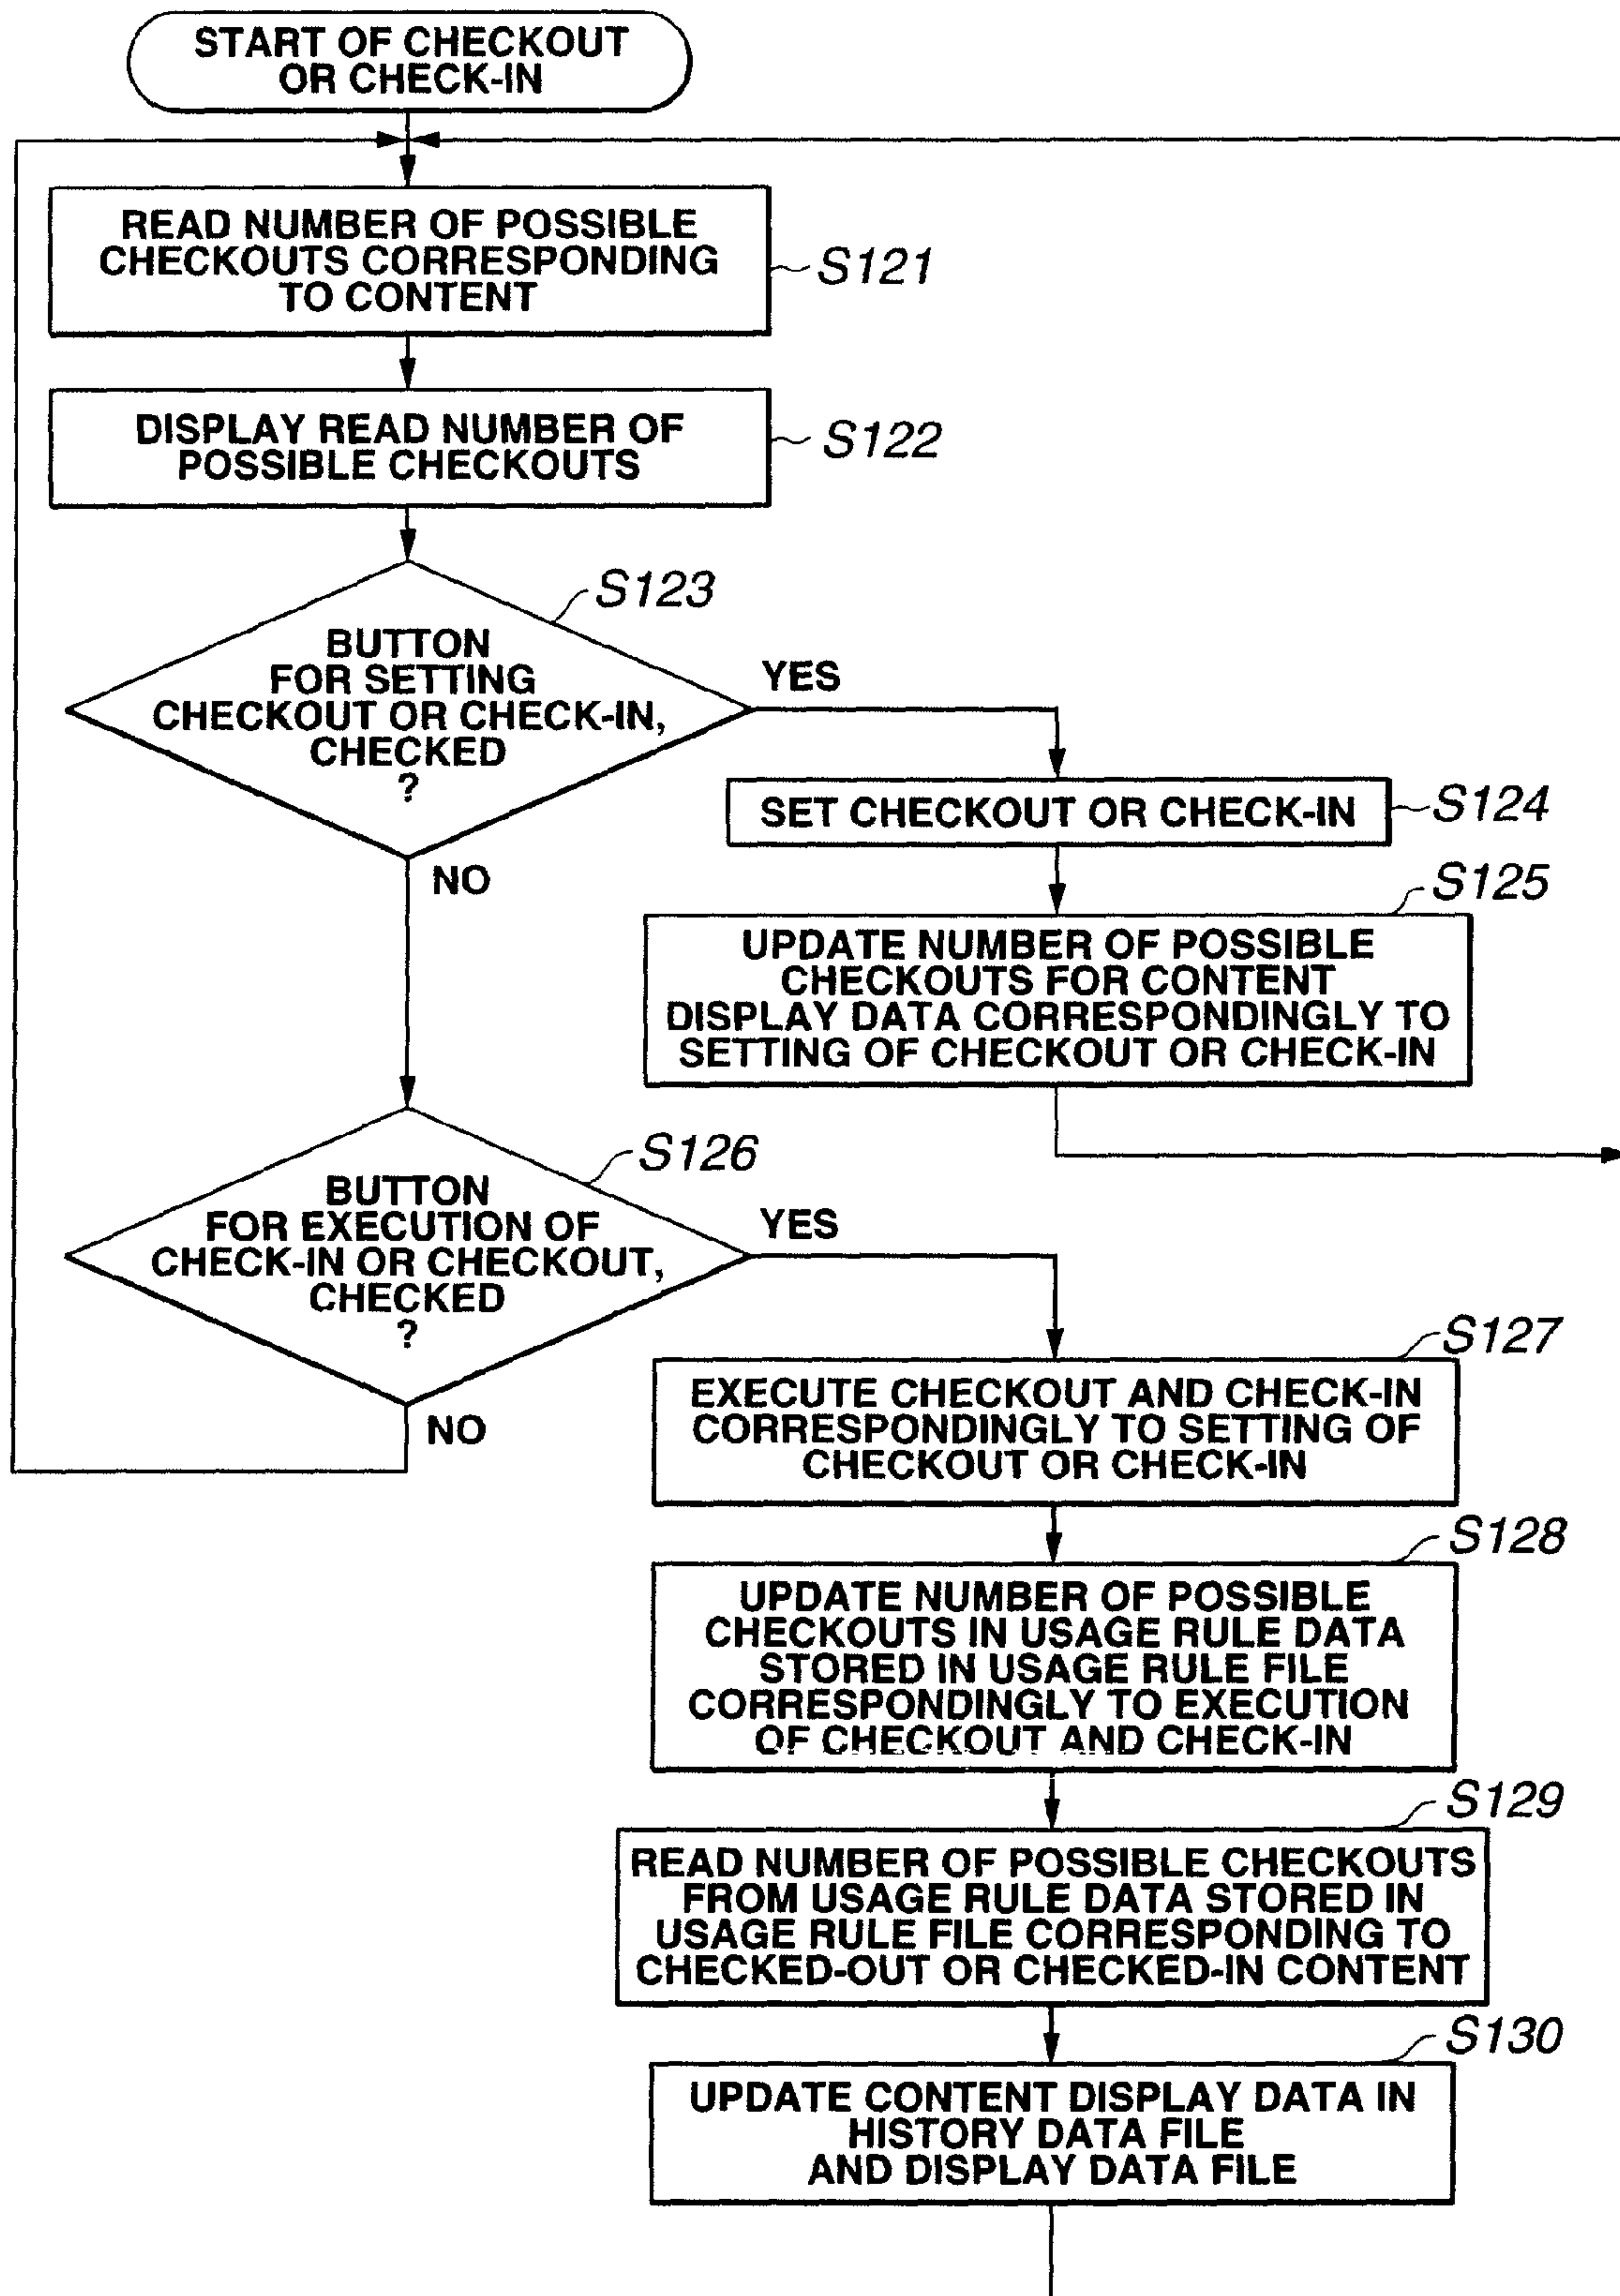 START OF CHECKOUT
OR CHECK-IN
READ NUMBER OF POSSIBLE
CHECKOUTS CORRESPONDING
TO CONTENT
S121
DISPLAY READ NUMBER OF
POSSIBLE CHECKOUTS
S122
S123
BUTTON
FOR SETTING
CHECKOUT OR CHECK-IN,
CHECKED
?
YES
NO
SET CHECKOUT OR CHECK-IN
S124
S125
UPDATE NUMBER OF POSSIBLE
CHECKOUTS FOR CONTENT
DISPLAY DATA CORRESPONDINGLY TO
SETTING OF CHECKOUT OR CHECK-IN
S126
BUTTON
FOR EXECUTION OF
CHECK-IN OR CHECKOUT,
CHECKED
?
YES
NO
S127
EXECUTE CHECKOUT AND CHECK-IN
CORRESPONDINGLY TO SETTING OF
CHECKOUT OR CHECK-IN
S128
UPDATE NUMBER OF POSSIBLE
CHECKOUTS IN USAGE RULE DATA
STORED IN USAGE RULE FILE
CORRESPONDINGLY TO EXECUTION
OF CHECKOUT AND CHECK-IN
S129
READ NUMBER OF POSSIBLE CHECKOUTS
FROM USAGE RULE DATA STORED IN
USAGE RULE FILE CORRESPONDING TO
CHECKED-OUT OR CHECKED-IN CONTENT
S130
UPDATE CONTENT DISPLAY DATA IN
HISTORY DATA FILE
AND DISPLAY DATA FILE